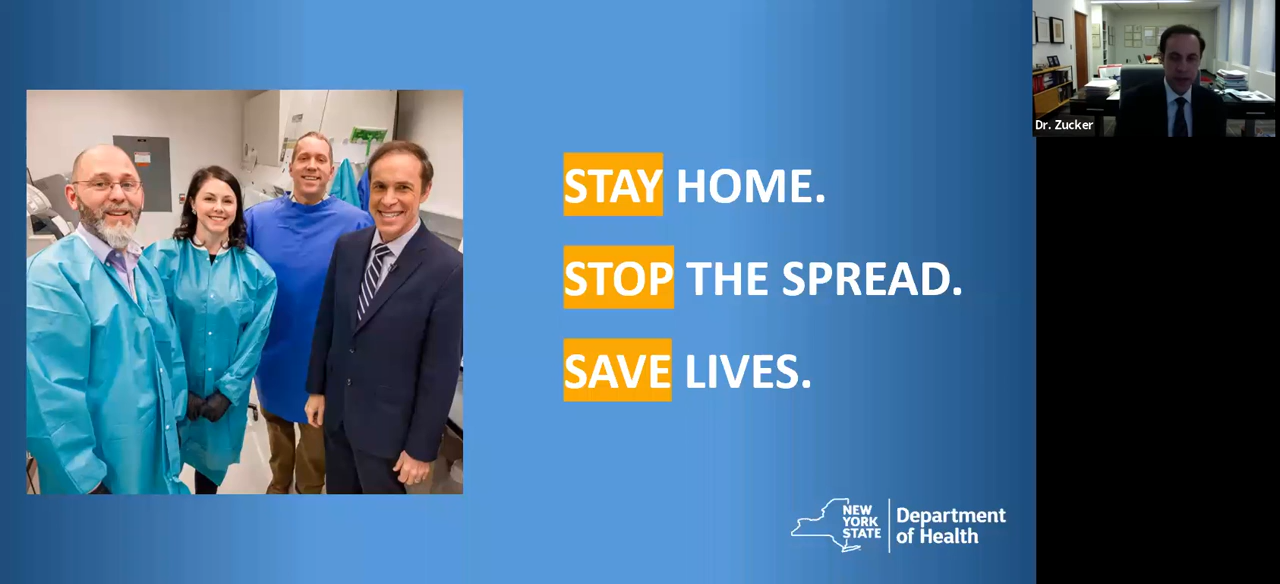 STAY HOME.
STOP THE SPREAD.
SAVE LIVES.
NEW
YORK
STATE
Department
of Health
Dr. Zucker